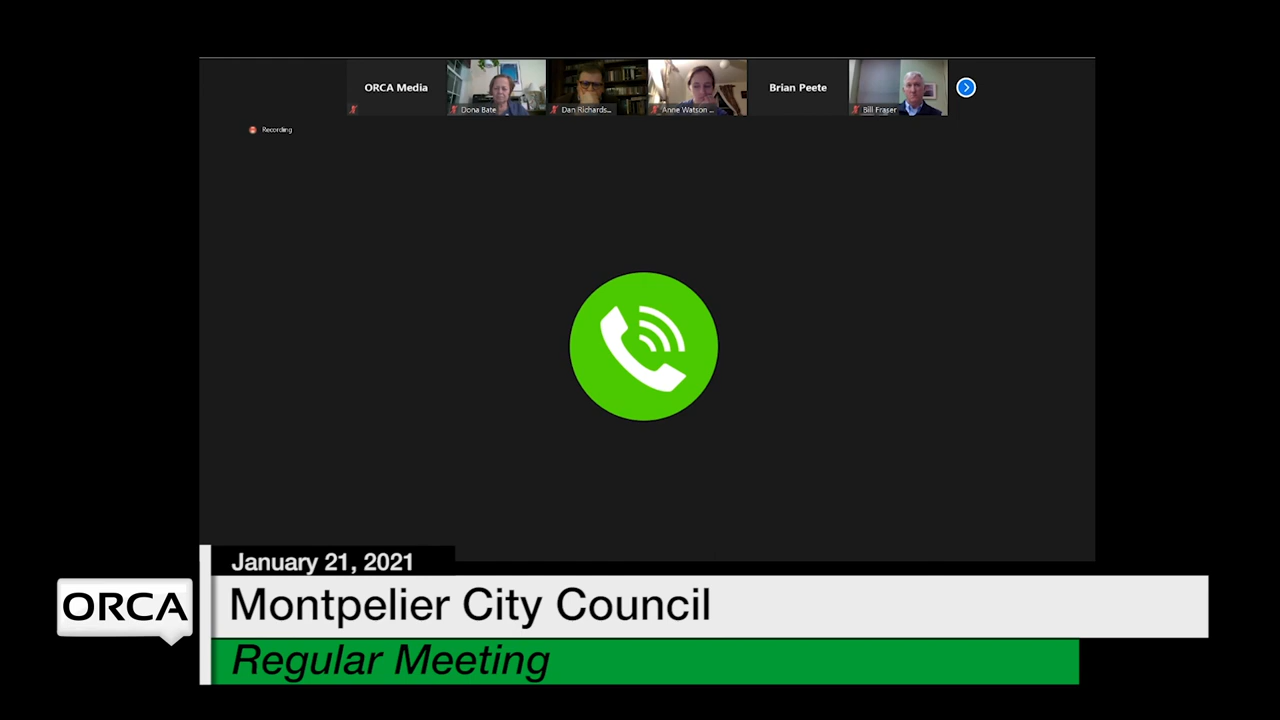 ORCA Media
Dona Bate
Dan Richards...
Anne Watson ...
Brian Peete
Bill Fraser
Recording
January 21, 2021
ORCA
Montpelier City Council
Regular Meeting